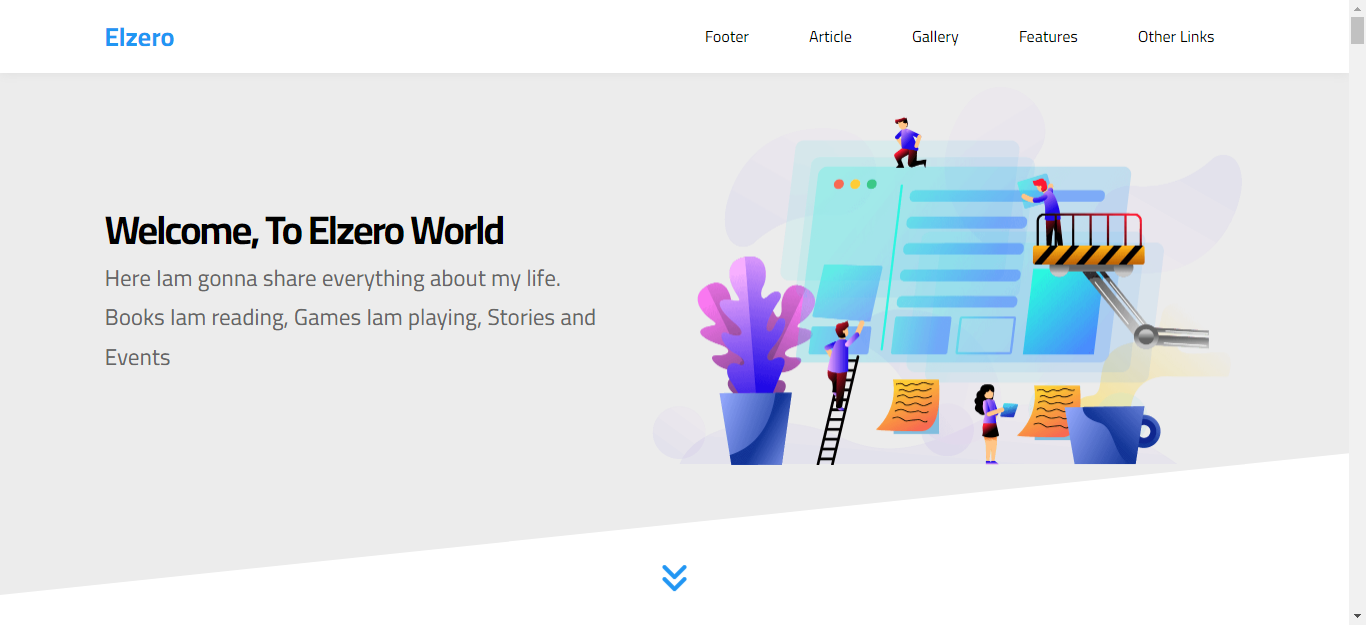 Elzero
Footer
Article
Gallery
Features
Other Links
Welcome, To Elzero World
Here Iam gonna share everything about my life.
Books Iam reading, Games Iam playing, Stories and
Events